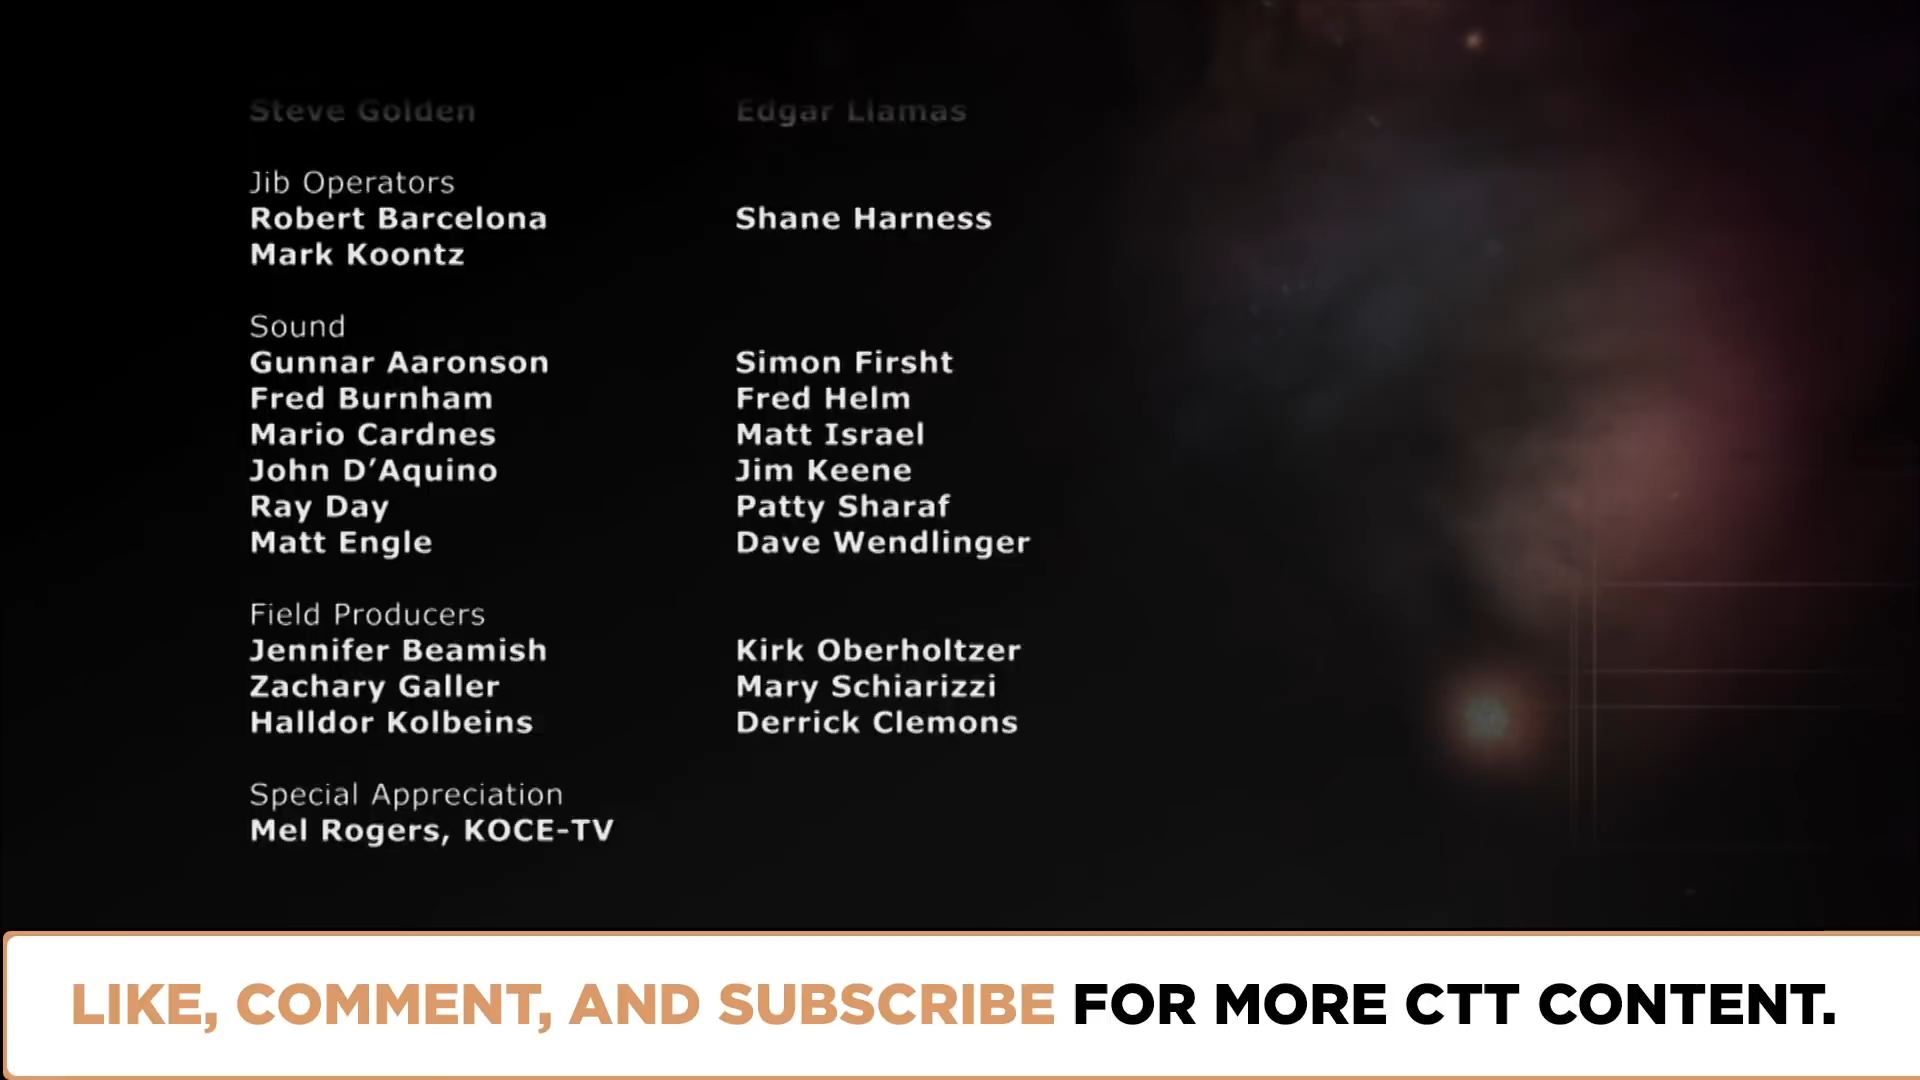 Steve Golden Edgar Llamas
Jib Operators
Robert Barcelona Shane Harness
Mark Koontz
Sound
Gunnar Aaronson Simon Firsht
Fred Burnham Fred Helm
Mario Cardnes Matt Israel
John D’Aquino Jim Keene
Ray Day Patty Sharaf
Matt Engle Dave Wendlinger
Field Producers
Jennifer Beamish Kirk Oberholtzer
Zachary Galler Mary Schiarizzi
Halldor Kolbeins Derrick Clemons
Special Appreciation
Mel Rogers, KOCE-TV
LIKE, COMMENT, AND SUBSCRIBE FOR MORE CTT CONTENT.